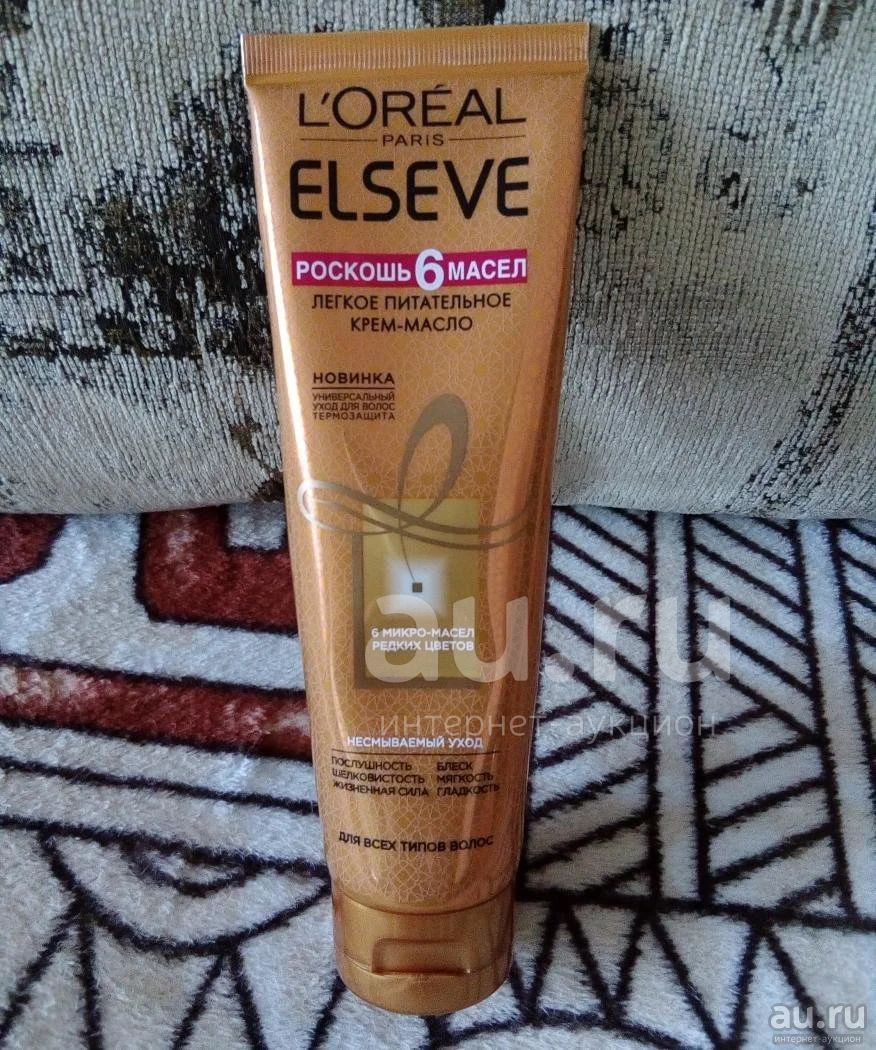 L'ORÉAL
PARIS
ELSEVE
РОСКОШЬ 6 МАСЕЛ
ЛЕГКОЕ ПИТАТЕЛЬНОЕ
КРЕМ-МАСЛО
НОВИНКА
УНИВЕРСАЛЬНЫЙ
УХОД ДЛЯ ВОЛОС
ТЕРМОЗАЩИТА
6 МИКРО-МАСЕЛ
РЕДКИХ ЦВЕТОВ
au.ru
интернет-аукцион
НЕСМЫВАЕМЫЙ УХОД
ПОСЛУШНОСТЬ БЛЕСК
ШЕЛКОВИСТОСТЬ МЯГКОСТЬ
ЖИЗНЕННАЯ СИЛА ГЛАДКОСТЬ
ДЛЯ ВСЕХ ТИПОВ ВОЛОС
au.ru
интернет-аукцион